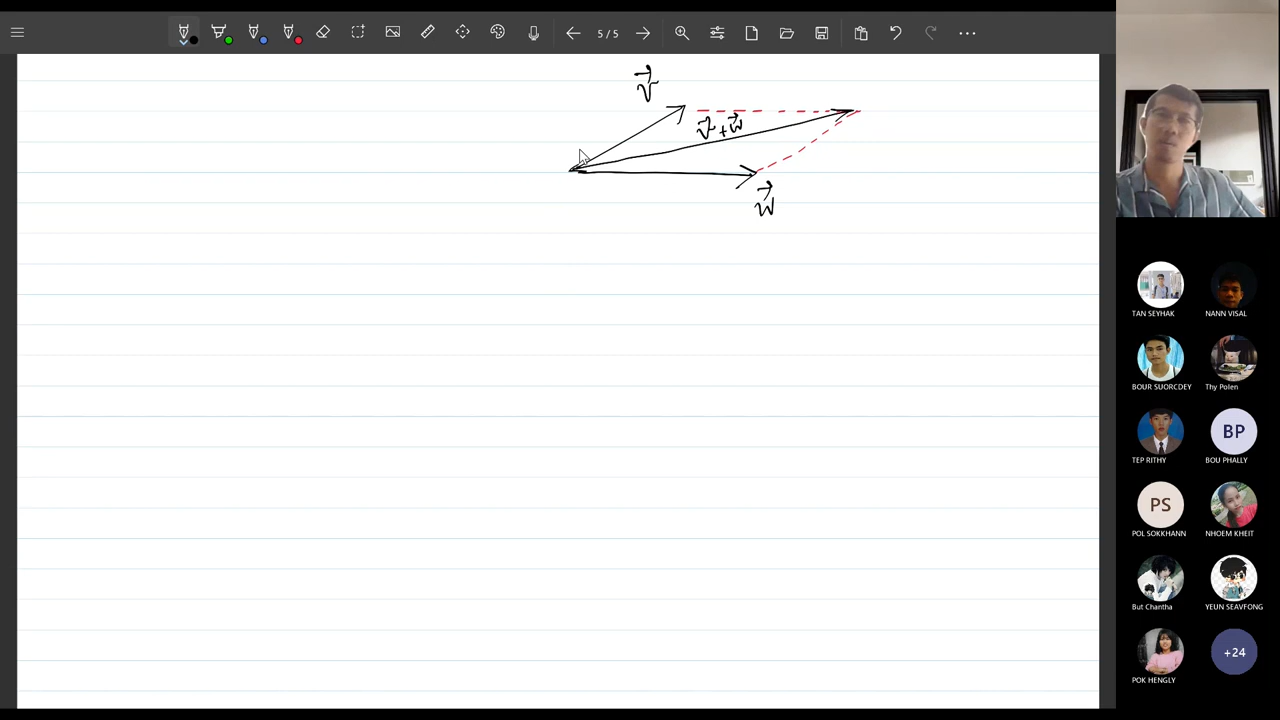 5/5
v⃗
v⃗ + w⃗
w⃗
TAN SEYHAK
NANN VISAL
BOUR SUORCDEY
Thy Polen
TEP RITHY
BP
BOU PHALLY
PS
POL SOKKHANN
NHOEM KHEIT
But Chantha
YEUN SEAVFONG
POK HENGLY
+24